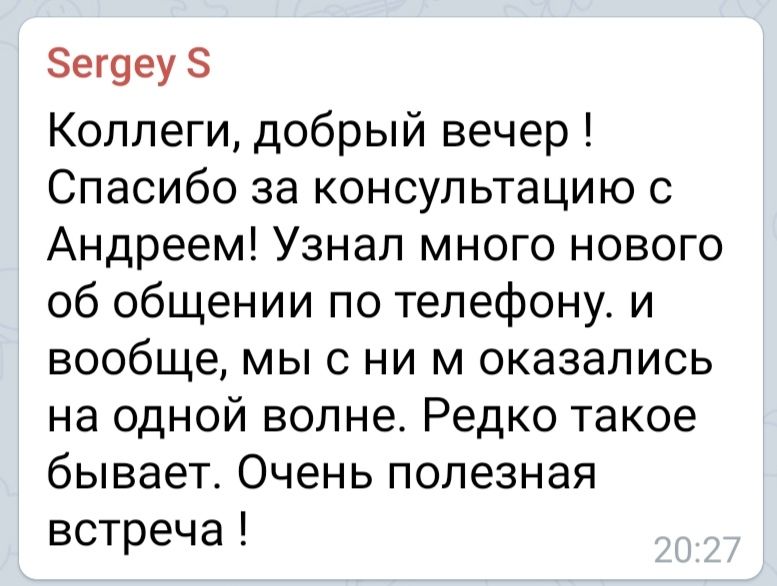 Sergey S
Коллеги, добрый вечер !
Спасибо за консультацию с
Андреем! Узнал много нового
об общении по телефону. и
вообще, мы с ни м оказались
на одной волне. Редко такое
бывает. Очень полезная
встреча !
20:27